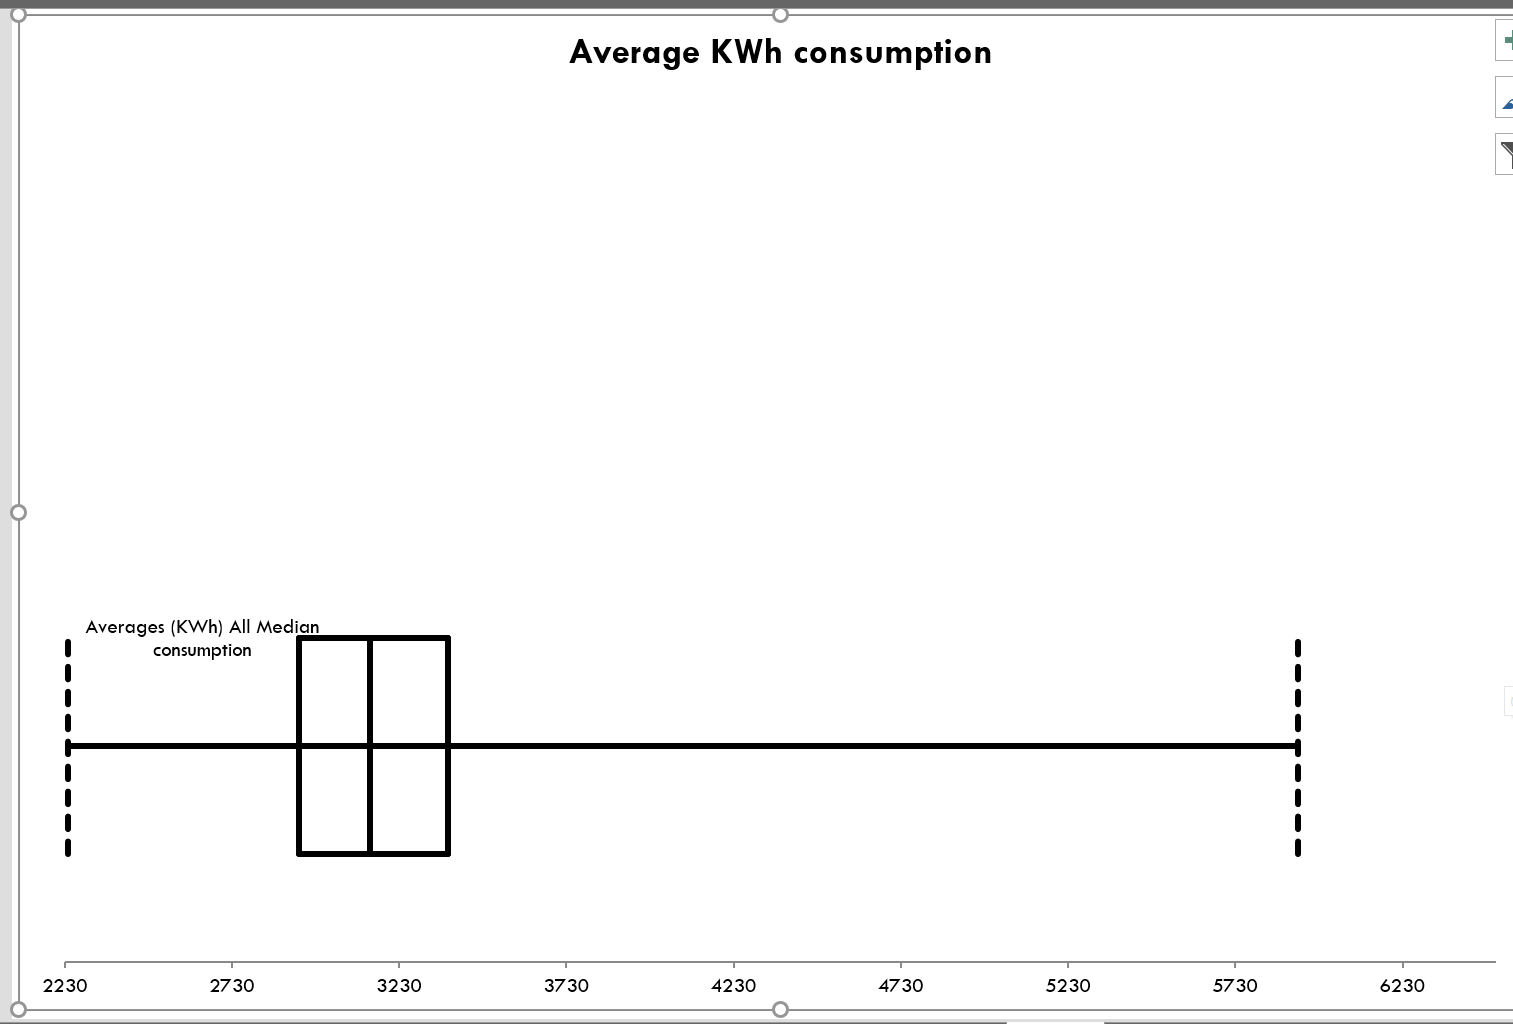 Average KWh consumption
Averages (KWh) All Median
consumption
2230 2730 3230 3730 4230 4730 5230 5730 6230